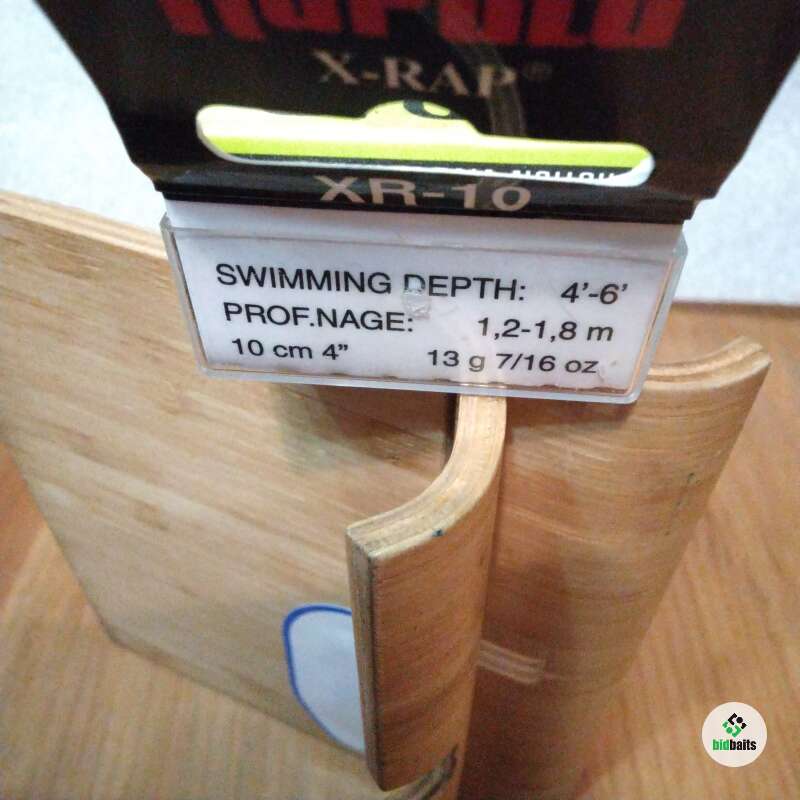 X-RAP®
XR-10
SWIMMING DEPTH: 4'-6'
PROF.NAGE: 1,2-1,8 m
10 cm 4" 13 g 7/16 oz
bidbaits